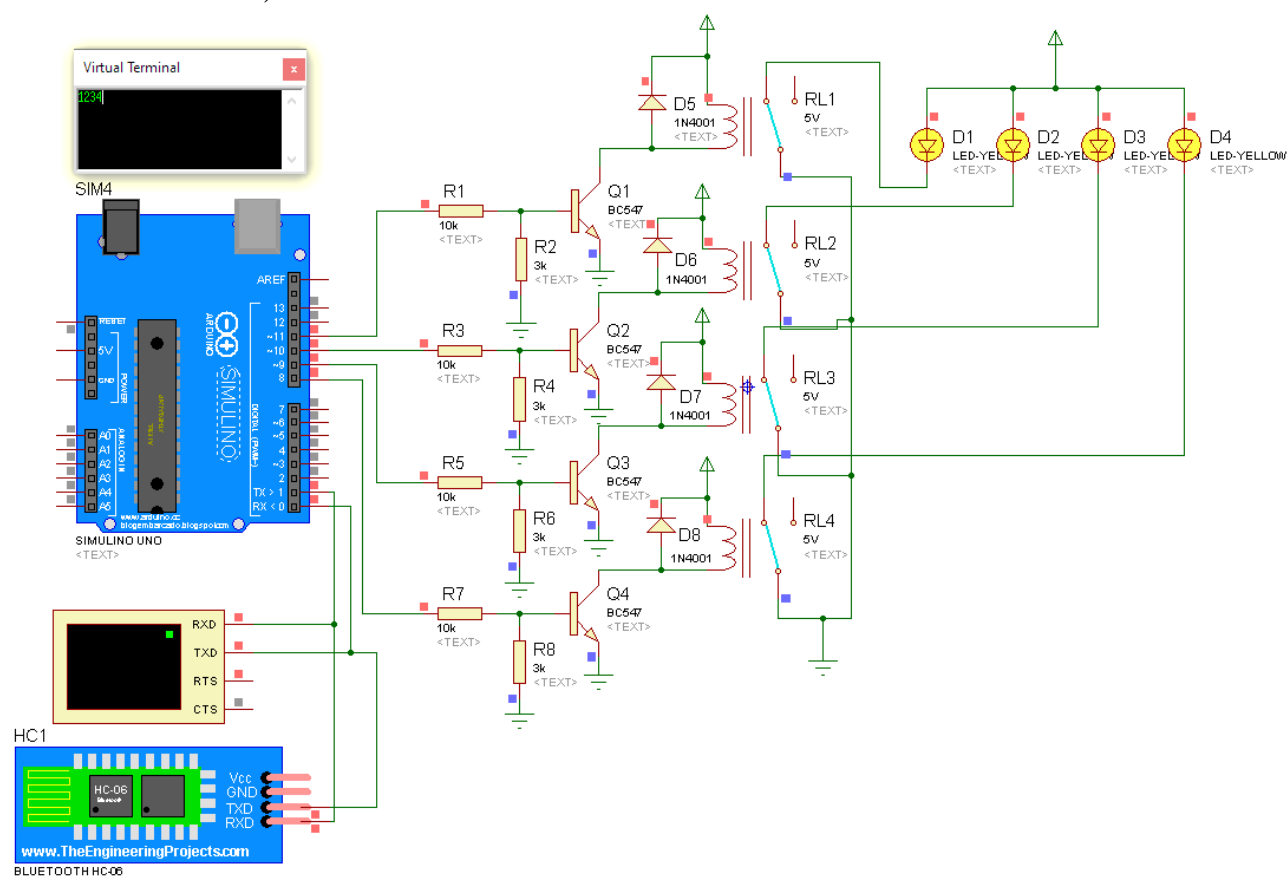 Virtual Terminal
x
1234
SIM4
AREF
13
12
~11
~10
~9
8
7
~6
~5
4
~3
2
TX > 1
RX < 0
RESET
5V
GND
POWER
A0
A1
A2
A3
A4
A5
ANALOG IN
ARDUINO
SIMULINO
DIGITAL (PWM~)
www.arduino.cc
blogembarcado.blogspot.com
SIMULINO UNO
<TEXT>
RXD
TXD
RTS
CTS
HC1
HC-06
Vcc
GND
TXD
RXD
www.TheEngineeringProjects.com
BLUETOOTH HC-06
R1
10k
<TEXT>
R2
3k
<TEXT>
R3
10k
<TEXT>
R4
3k
<TEXT>
R5
10k
<TEXT>
R6
3k
<TEXT>
R7
10k
<TEXT>
R8
3k
<TEXT>
Q1
BC547
<TEXT>
Q2
BC547
<TEXT>
Q3
BC547
<TEXT>
Q4
BC547
<TEXT>
D5
1N4001
<TEXT>
D6
1N4001
D7
1N4001
D8
1N4001
RL1
5V
<TEXT>
RL2
5V
<TEXT>
RL3
5V
<TEXT>
RL4
5V
<TEXT>
D1
LED-YELLOW
<TEXT>
D2
LED-YELLOW
<TEXT>
D3
LED-YELLOW
<TEXT>
D4
LED-YELLOW
<TEXT>